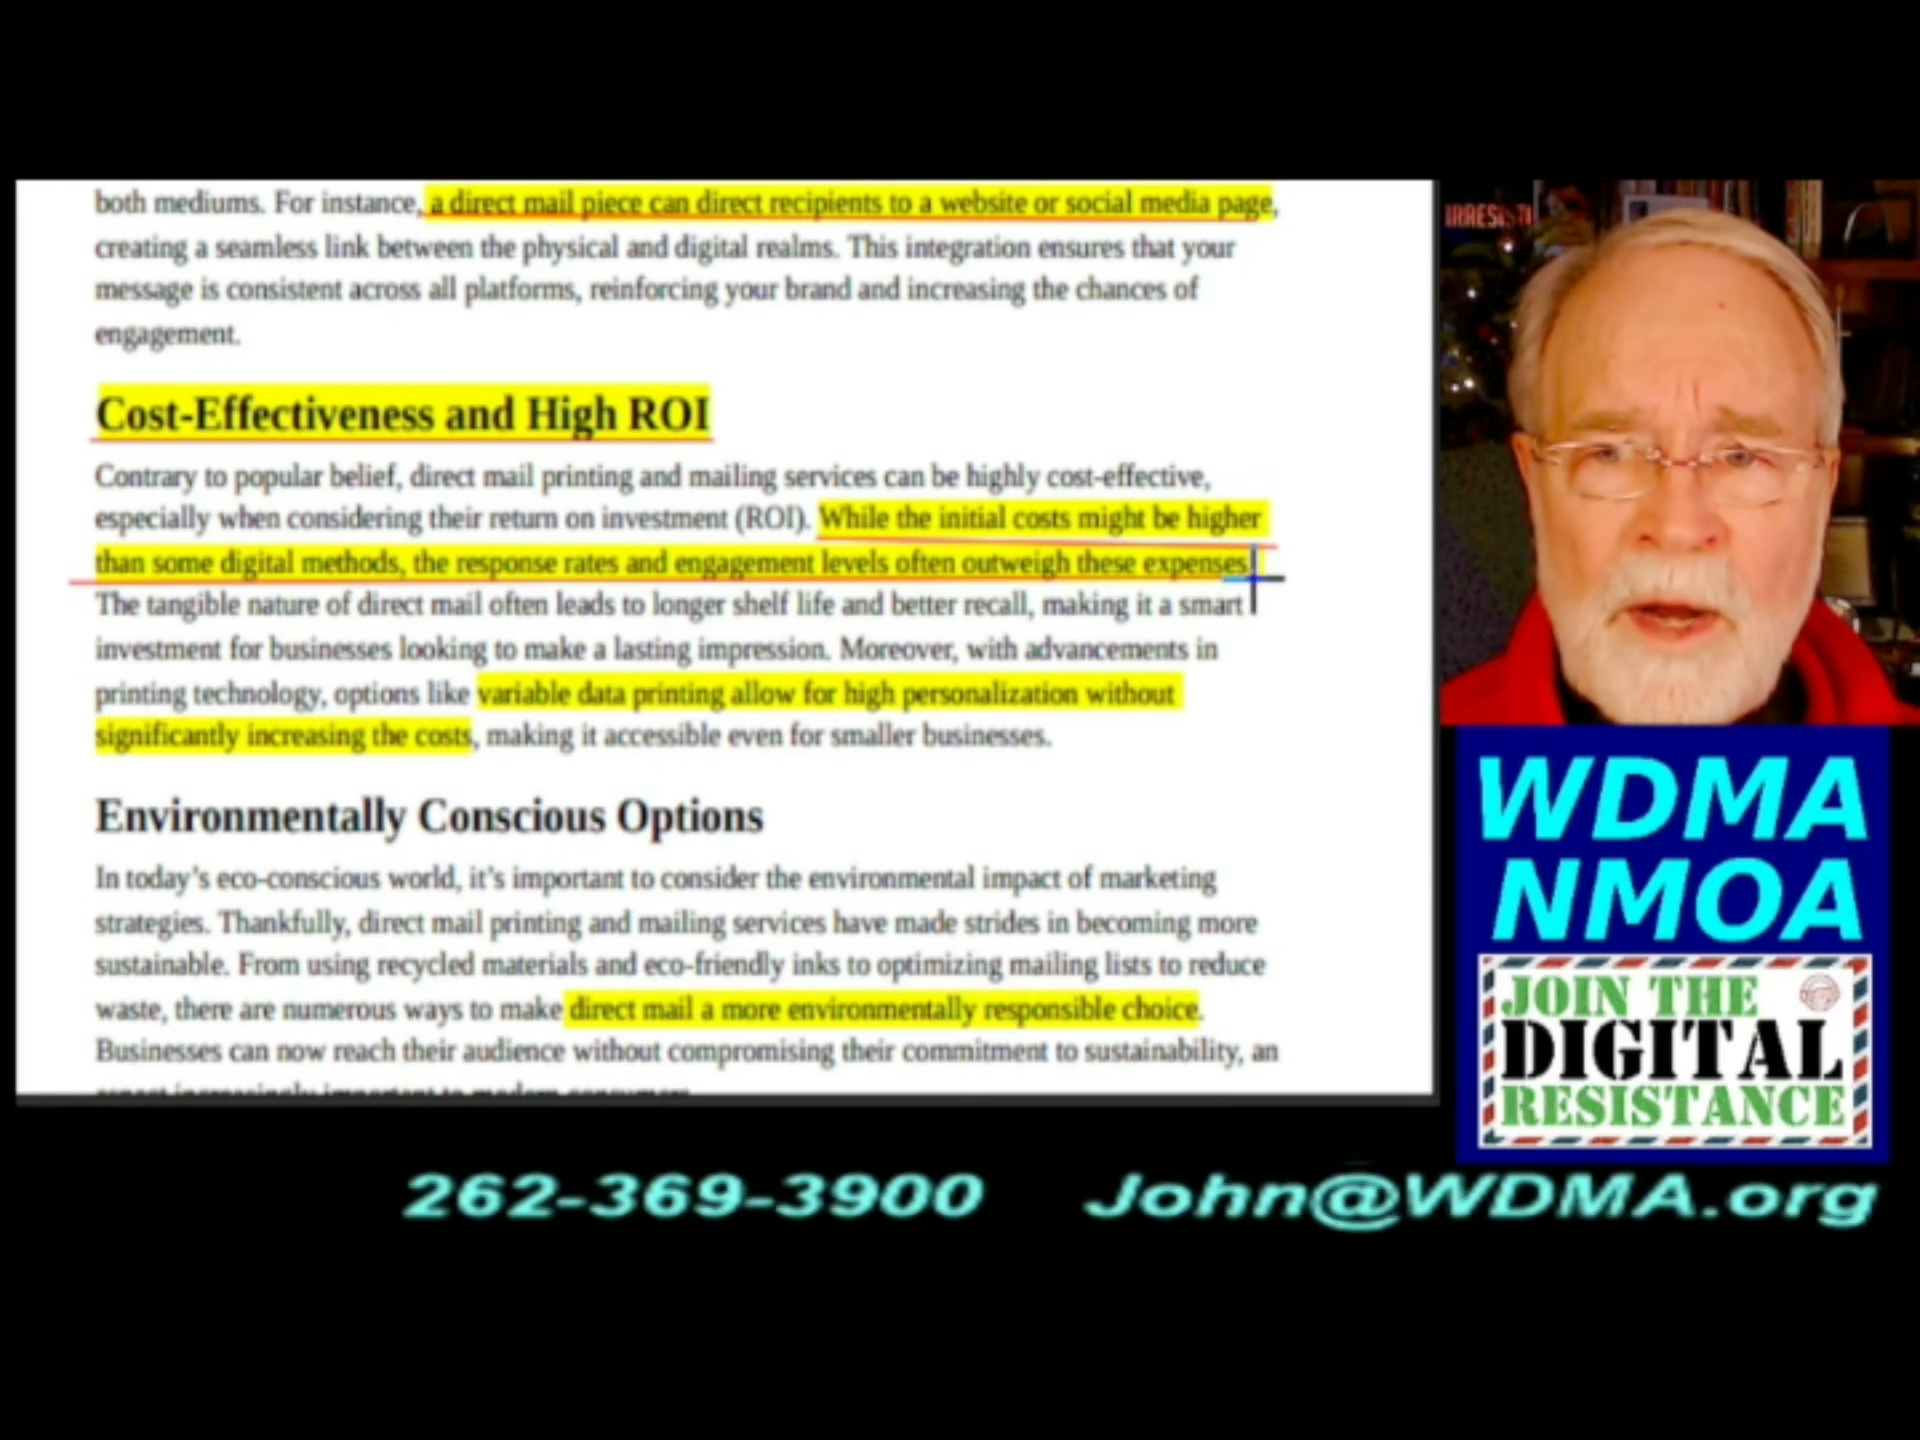 both mediums. For instance, a direct mail piece can direct recipients to a website or social media page,
creating a seamless link between the physical and digital realms. This integration ensures that your
message is consistent across all platforms, reinforcing your brand and increasing the chances of
engagement.
Cost-Effectiveness and High ROI
Contrary to popular belief, direct mail printing and mailing services can be highly cost-effective,
especially when considering their return on investment (ROI). While the initial costs might be higher
than some digital methods, the response rates and engagement levels often outweigh these expenses.
The tangible nature of direct mail often leads to longer shelf life and better recall, making it a smart
investment for businesses looking to make a lasting impression. Moreover, with advancements in
printing technology, options like variable data printing allow for high personalization without
significantly increasing the costs, making it accessible even for smaller businesses.
Environmentally Conscious Options
In today’s eco-conscious world, it’s important to consider the environmental impact of marketing
strategies. Thankfully, direct mail printing and mailing services have made strides in becoming more
sustainable. From using recycled materials and eco-friendly inks to optimizing mailing lists to reduce
waste, there are numerous ways to make direct mail a more environmentally responsible choice.
Businesses can now reach their audience without compromising their commitment to sustainability, an
aspect increasingly important to modern consumers.
WDMA
NMOA
JOIN THE
DIGITAL
RESISTANCE
262-369-3900 John@WDMA.org